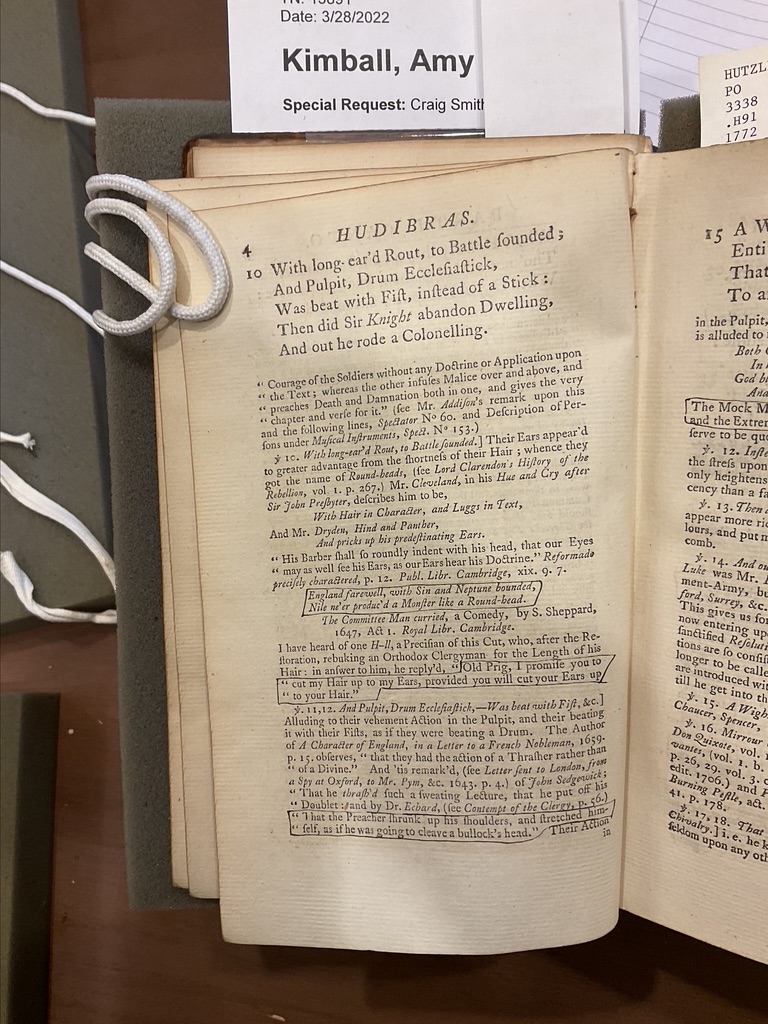 Date: 3/28/2022
Kimball, Amy
Special Request: Craig Smith
HUTZL
PO
3338
.H91
1772
4
HUDIBRAS.
10 With long-ear'd Rout, to Battle ſounded;
And Pulpit, Drum Eccleſiaſtick,
Was beat with Fiſt, inſtead of a Stick:
Then did Sir Knight abandon Dwelling,
And out he rode a Colonelling.
“ Courage of the Soldiers without any Doctrine or Application upon
“ the Text; whereas the other infuſes Malice over and above, and
“ preaches Death and Damnation both in one, and gives the very
“ chapter and verſe for it.” (ſee Mr. Addiſon's remark upon this
and the following lines, Spectator Nº 60. and Deſcription of Per-
ſons under Muſical Inſtruments, Spect. Nº 153.)
℣ 10. With long-ear'd Rout, to Battle ſounded.] Their Ears appear'd
to greater advantage from the ſhortneſs of their Hair; whence they
got the name of Round-heads, (ſee Lord Clarendon's Hiſtory of the
Rebellion, vol. 1. p. 267.) Mr. Cleveland, in his Hue and Cry after
Sir John Preſbyter, deſcribes him to be,
With Hair in Character, and Luggs in Text,
And Mr. Dryden, Hind and Panther,
And pricks up his predeſtinating Ears.
“ His Barber ſhall ſo roundly indent with his head, that our Eyes
“ may as well ſee his Ears, as our Ears hear his Doctrine.” Reformado
preciſely charactered, p. 12. Publ. Libr. Cambridge, xix. 9. 7.
England farewell, with Sin and Neptune bounded,
Nile ne'er produc'd a Monſter like a Round-head.
The Committee Man curried, a Comedy, by S. Sheppard,
1647, Act 1. Royal Libr. Cambridge.
I have heard of one H-ll, a Preciſian of this Cut, who, after the Re-
ſtoration, rebuking an Orthodox Clergyman for the Length of his
Hair: in anſwer to him, he reply'd, “ Old Prig, I promiſe you to
“ cut my Hair up to my Ears, provided you will cut your Ears up
“ to your Hair.”
℣. 11, 12. And Pulpit, Drum Eccleſiaſtick,—Was beat with Fiſt, &c.]
Alluding to their vehement Action in the Pulpit, and their beating
it with their Fiſts, as if they were beating a Drum. The Author
of A Character of England, in a Letter to a French Nobleman, 1659.
p. 15. obſerves, “ that they had the action of a Thraſher rather than
“ of a Divine.” And 'tis remark'd, (ſee Letter ſent to London, from
a Spy at Oxford, to Mr. Pym, &c. 1643. p. 4.) of John Sedgewick;
“ That he thraſh'd ſuch a ſweating Lecture, that he put off his
“ Doublet:” and by Dr. Echard, (ſee Contempt of the Clergy, p. 56.)
“ That the Preacher ſhrunk up his ſhoulders, and ſtretched him-
“ ſelf, as if he was going to cleave a bullock's head.” Their Action
in
15 A W
Enti
That
To a
in the Pulpit,
is alluded to
Both
In
God b
And
The Mock M
and the Extrem
ſerve to be qu
℣. 12. Inſte
the ſtreſs upon
only heightens
cency than a fa
℣. 13. Then
appear more ri
lours, and put m
comb.
℣. 14. And ou
Luke was Mr.
ment-Army, bu
ford, Surrey, &c.
This gives us
now entering up
ſanctified Reſolut
tions are ſo conſiſ
longer to be calle
are introduced wit
till he get into the
℣. 15. A Wigh
Chaucer, Spencer,
℣. 16. Mirrour
Don Quixote, vol.
wantes, (vol. 1. b.
p. 26, 29. vol. 3. c
edit. 1706.) and
Burning Peſtle, act.
41. p. 178.
℣. 17, 18. That
Chivalry.] i. e. he k
ſeldom upon any oth